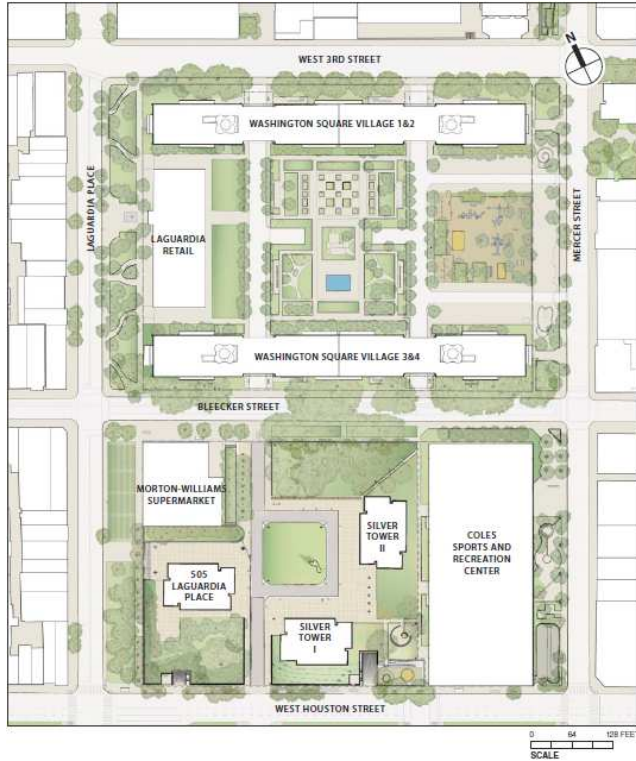 WEST 3RD STREET
N
WASHINGTON SQUARE VILLAGE 1&2
LAGUARDIA PLACE
MERCER STREET
LAGUARDIA
RETAIL
WASHINGTON SQUARE VILLAGE 3&4
BLEECKER STREET
MORTON-WILLIAMS
SUPERMARKET
SILVER
TOWER
II
COLES
SPORTS AND
RECREATION
CENTER
505
LAGUARDIA
PLACE
SILVER
TOWER
I
WEST HOUSTON STREET
0 64 128 FEET
SCALE